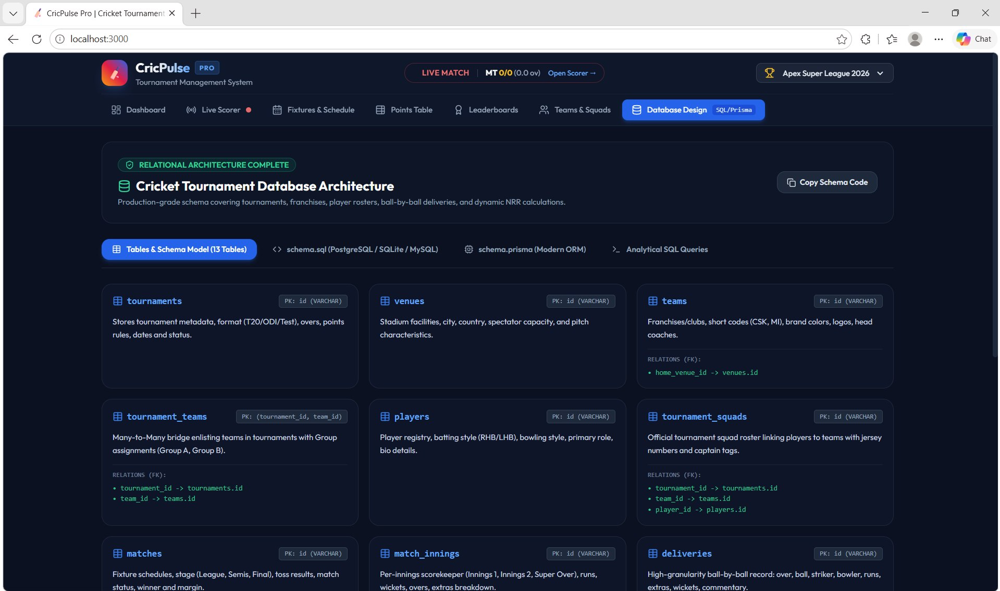 CricPulse Pro | Cricket Tournament
localhost:3000
Chat
CricPulse PRO
Tournament Management System
LIVE MATCH MT 0/0 (0.0 ov) Open Scorer →
Apex Super League 2026
Dashboard Live Scorer Fixtures & Schedule Points Table Leaderboards Teams & Squads Database Design SQL/Prisma
RELATIONAL ARCHITECTURE COMPLETE
Cricket Tournament Database Architecture
Production-grade schema covering tournaments, franchises, player rosters, ball-by-ball deliveries, and dynamic NRR calculations.
Copy Schema Code
Tables & Schema Model (13 Tables) schema.sql (PostgreSQL / SQLite / MySQL) schema.prisma (Modern ORM) Analytical SQL Queries
tournaments PK: id (VARCHAR)
Stores tournament metadata, format (T20/ODI/Test), overs, points
rules, dates and status.
venues PK: id (VARCHAR)
Stadium facilities, city, country, spectator capacity, and pitch
characteristics.
teams PK: id (VARCHAR)
Franchises/clubs, short codes (CSK, MI), brand colors, logos, head
coaches.
RELATIONS (FK):
• home_venue_id -> venues.id
tournament_teams PK: (tournament_id, team_id)
Many-to-Many bridge enlisting teams in tournaments with Group
assignments (Group A, Group B).
RELATIONS (FK):
• tournament_id -> tournaments.id
• team_id -> teams.id
players PK: id (VARCHAR)
Player registry, batting style (RHB/LHB), bowling style, primary role,
bio details.
tournament_squads PK: id (VARCHAR)
Official tournament squad roster linking players to teams with jersey
numbers and captain tags.
RELATIONS (FK):
• tournament_id -> tournaments.id
• team_id -> teams.id
• player_id -> players.id
matches PK: id (VARCHAR)
Fixture schedules, stage (League, Semis, Final), toss results, match
status, winner and margin.
match_innings PK: id (VARCHAR)
Per-innings scorekeeper (Innings 1, Innings 2, Super Over), runs,
wickets, overs, extras breakdown.
deliveries PK: id (VARCHAR)
High-granularity ball-by-ball record: over, ball, striker, bowler, runs,
extras, wickets, commentary.